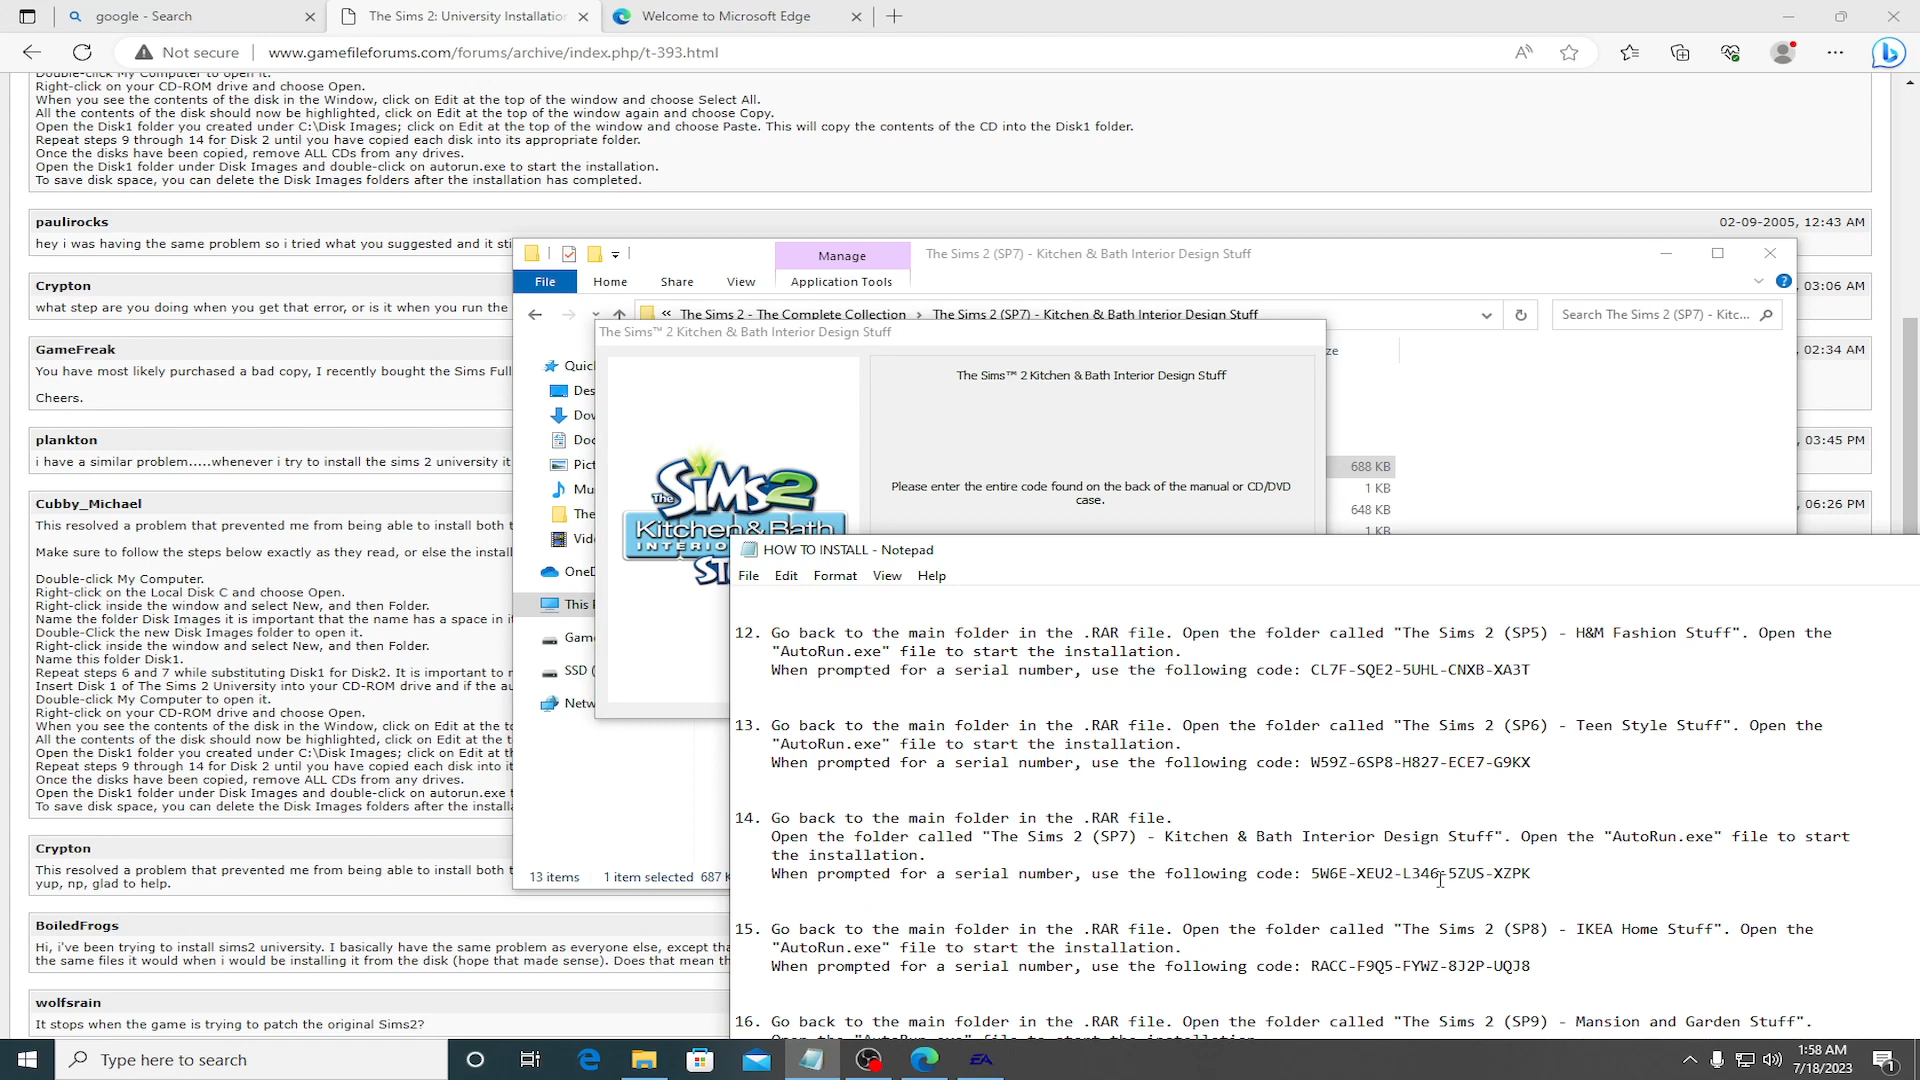 google - Search
The Sims 2: University Installation
Welcome to Microsoft Edge
Not secure
www.gamefileforums.com/forums/archive/index.php/t-393.html
Double-click My Computer to open it.
Right-click on your CD-ROM drive and choose Open.
When you see the contents of the disk in the Window, click on Edit at the top of the window and choose Select All.
All the contents of the disk should now be highlighted, click on Edit at the top of the window again and choose Copy.
Open the Disk1 folder you created under C:\Disk Images; click on Edit at the top of the window and choose Paste. This will copy the contents of the CD into the Disk1 folder.
Repeat steps 9 through 14 for Disk 2 until you have copied each disk into its appropriate folder.
Once the disks have been copied, remove ALL CDs from any drives.
Open the Disk1 folder under Disk Images and double-click on autorun.exe to start the installation.
To save disk space, you can delete the Disk Images folders after the installation has completed.
paulirocks
02-09-2005, 12:43 AM
hey i was having the same problem so i tried what you suggested and it sti
Crypton
, 03:06 AM
what step are you doing when you get that error, or is it when you run the
GameFreak
, 02:34 AM
You have most likely purchased a bad copy, I recently bought the Sims Full
Cheers.
plankton
, 03:45 PM
i have a similar problem.....whenever i try to install the sims 2 university it
Cubby_Michael
, 06:26 PM
This resolved a problem that prevented me from being able to install both t
Make sure to follow the steps below exactly as they read, or else the install
Double-click My Computer.
Right-click on the Local Disk C and choose Open.
Right-click inside the window and select New, and then Folder.
Name the folder Disk Images it is important that the name has a space in it
Double-Click the new Disk Images folder to open it.
Right-click inside the window and select New, and then Folder.
Name this folder Disk1.
Repeat steps 6 and 7 while substituting Disk1 for Disk2. It is important to r
Insert Disk 1 of The Sims 2 University into your CD-ROM drive and if the au
Double-click My Computer to open it.
Right-click on your CD-ROM drive and choose Open.
When you see the contents of the disk in the Window, click on Edit at the to
All the contents of the disk should now be highlighted, click on Edit at the t
Open the Disk1 folder you created under C:\Disk Images; click on Edit at
Repeat steps 9 through 14 for Disk 2 until you have copied each disk into it
Once the disks have been copied, remove ALL CDs from any drives.
Open the Disk1 folder under Disk Images and double-click on autorun.exe t
To save disk space, you can delete the Disk Images folders after the installa
Crypton
This resolved a problem that prevented me from being able to install both t
yup, np, glad to help.
BoiledFrogs
Hi, i've been trying to install sims2 university. I basically have the same problem as everyone else, except tha
the same files it would when i would be installing it from the disk (hope that made sense). Does that mean th
wolfsrain
It stops when the game is trying to patch the original Sims2?
Manage
The Sims 2 (SP7) - Kitchen & Bath Interior Design Stuff
File
Home
Share
View
Application Tools
« The Sims 2 - The Complete Collection
The Sims 2 (SP7) - Kitchen & Bath Interior Design Stuff
Search The Sims 2 (SP7) - Kitc...
ze
Quic
Des
Dov
Doc
Pict
Mu
The
Vide
OneD
This P
Game
SSD (
Netw
688 KB
1 KB
648 KB
1 KB
13 items
1 item selected 687 K
The Sims™ 2 Kitchen & Bath Interior Design Stuff
The Sims™ 2 Kitchen & Bath Interior Design Stuff
Please enter the entire code found on the back of the manual or CD/DVD
case.
The Sims 2
Kitchen & Bath
INTERIO
ST
HOW TO INSTALL - Notepad
File Edit Format View Help
12. Go back to the main folder in the .RAR file. Open the folder called "The Sims 2 (SP5) - H&M Fashion Stuff". Open the
"AutoRun.exe" file to start the installation.
When prompted for a serial number, use the following code: CL7F-SQE2-5UHL-CNXB-XA3T
13. Go back to the main folder in the .RAR file. Open the folder called "The Sims 2 (SP6) - Teen Style Stuff". Open the
"AutoRun.exe" file to start the installation.
When prompted for a serial number, use the following code: W59Z-6SP8-H827-ECE7-G9KX
14. Go back to the main folder in the .RAR file.
Open the folder called "The Sims 2 (SP7) - Kitchen & Bath Interior Design Stuff". Open the "AutoRun.exe" file to start
the installation.
When prompted for a serial number, use the following code: 5W6E-XEU2-L346-5ZUS-XZPK
15. Go back to the main folder in the .RAR file. Open the folder called "The Sims 2 (SP8) - IKEA Home Stuff". Open the
"AutoRun.exe" file to start the installation.
When prompted for a serial number, use the following code: RACC-F9Q5-FYWZ-8J2P-UQJ8
16. Go back to the main folder in the .RAR file. Open the folder called "The Sims 2 (SP9) - Mansion and Garden Stuff".
Type here to search
EA
1:58 AM
7/18/2023
1